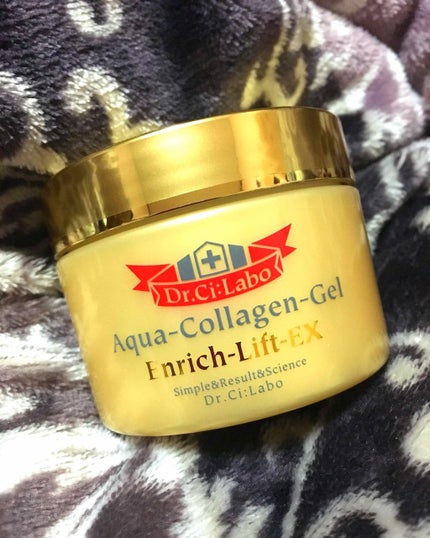 Dr.Ci:Labo
Aqua-Collagen-Gel
Enrich-Lift-EX
Simple&Result&Science
Dr.Ci:Labo